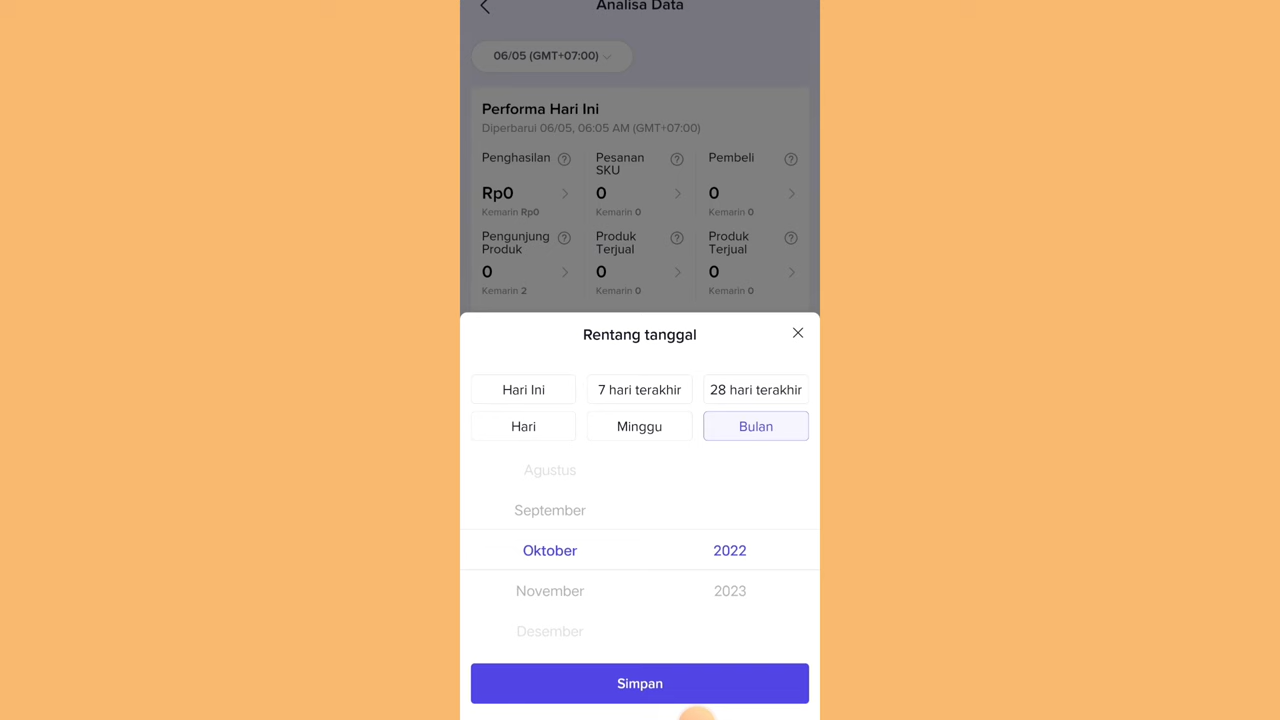 Analisa Data
06/05 (GMT+07:00)
Performa Hari Ini
Diperbarui 06/05, 06:05 AM (GMT+07:00)
Penghasilan
Rp0
Kemarin Rp0
Pesanan
SKU
0
Kemarin 0
Pembeli
0
Kemarin 0
Pengunjung
Produk
0
Kemarin 2
Produk
Terjual
0
Kemarin 0
Produk
Terjual
0
Kemarin 0
Rentang tanggal
Hari Ini
7 hari terakhir
28 hari terakhir
Hari
Minggu
Bulan
Agustus
September
Oktober 2022
November 2023
Desember
Simpan